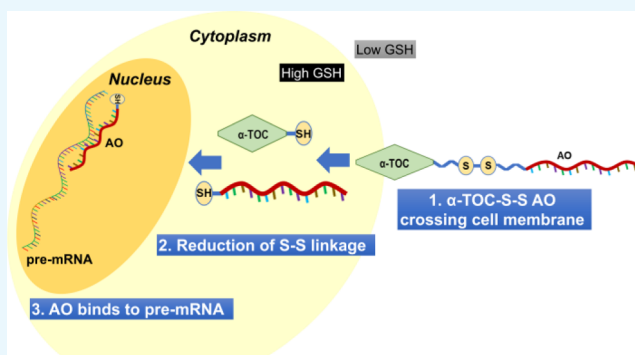 Cytoplasm
Low GSH
High GSH
Nucleus
SH
AO
α-TOC
SH
α-TOC
S
S
AO
SH
1. α-TOC-S-S AO
crossing cell membrane
2. Reduction of S-S linkage
pre-mRNA
3. AO binds to pre-mRNA